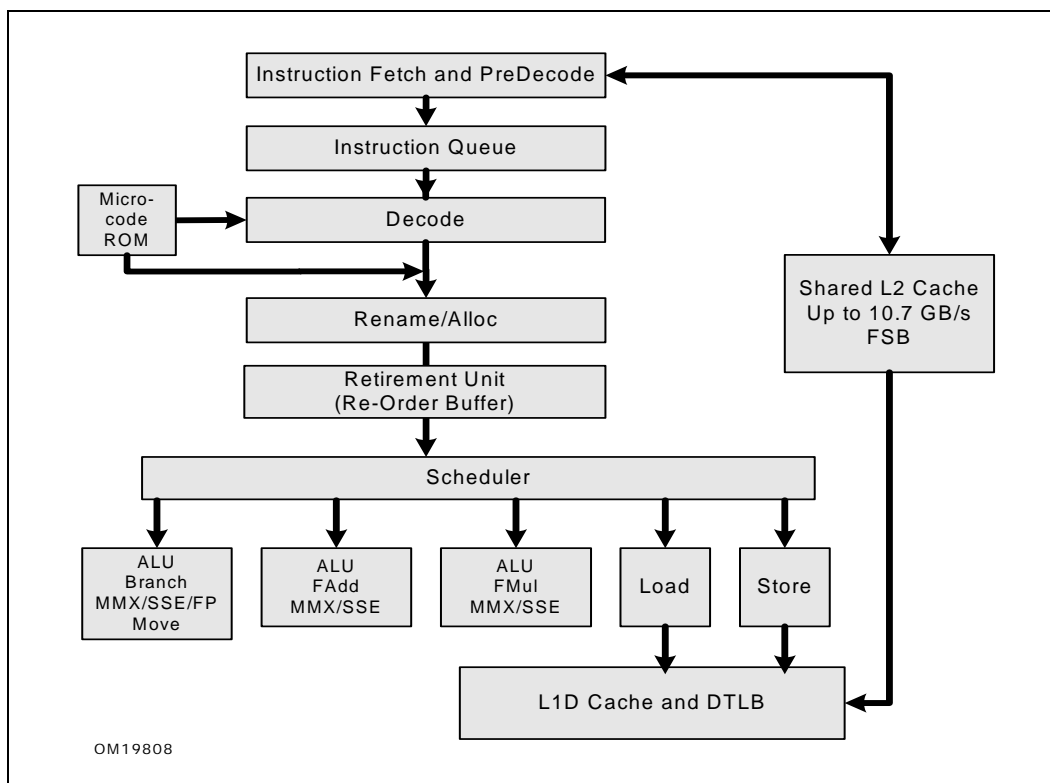 Instruction Fetch and PreDecode
Instruction Queue
Micro-
code
ROM
Decode
Shared L2 Cache
Up to 10.7 GB/s
FSB
Rename/Alloc
Retirement Unit
(Re-Order Buffer)
Scheduler
ALU
Branch
MMX/SSE/FP
Move
ALU
FAdd
MMX/SSE
ALU
FMul
MMX/SSE
Load
Store
L1D Cache and DTLB
OM19808